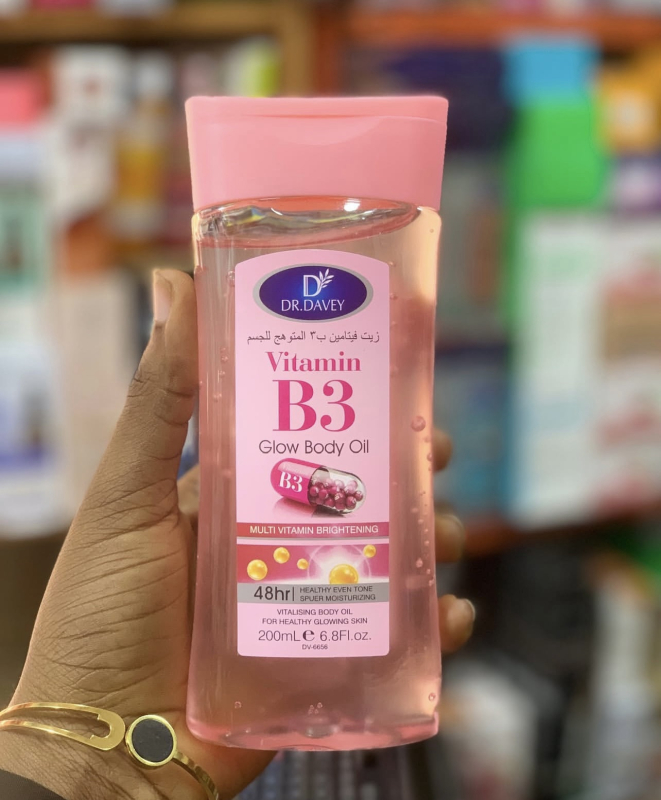 D
DR.DAVEY
زيت فيتامين ب٣ المتوهج للجسم
Vitamin
B3
Glow Body Oil
B3
MULTI VITAMIN BRIGHTENING
48hr| HEALTHY EVEN TONE
SPUER MOISTURIZING
VITALISING BODY OIL
FOR HEALTHY GLOWING SKIN
200mL℮ 6.8Fl.oz.
DV-6656